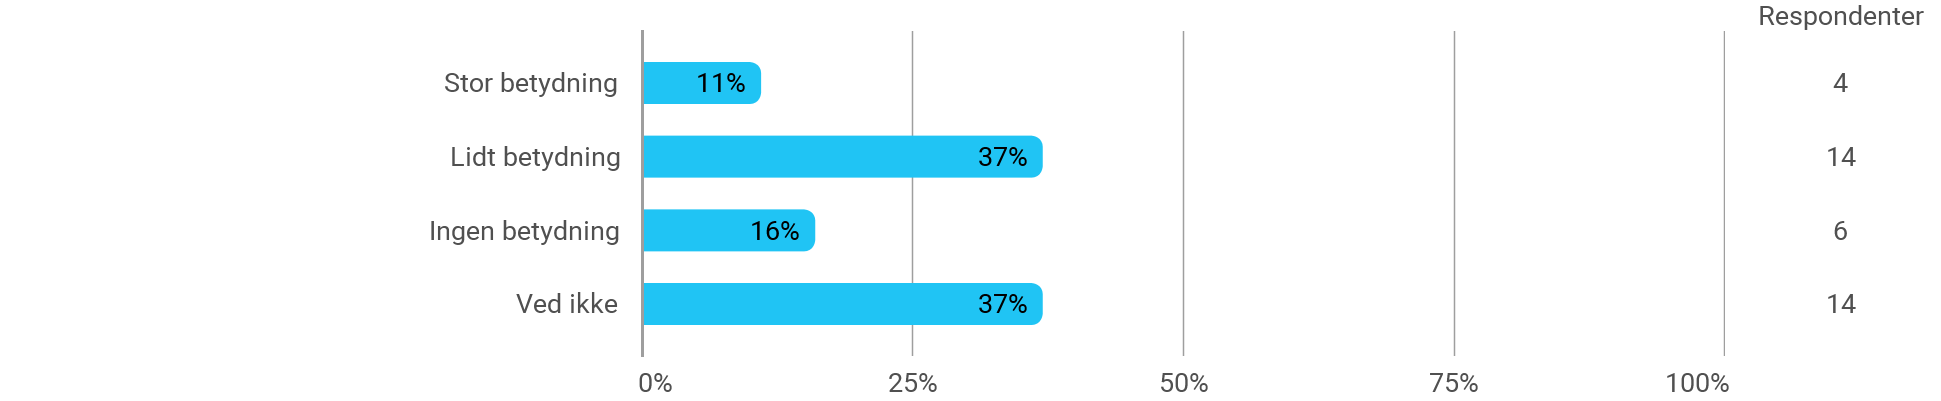 Respondenter
Stor betydning 11% 4
Lidt betydning 37% 14
Ingen betydning 16% 6
Ved ikke 37% 14
0% 25% 50% 75% 100%